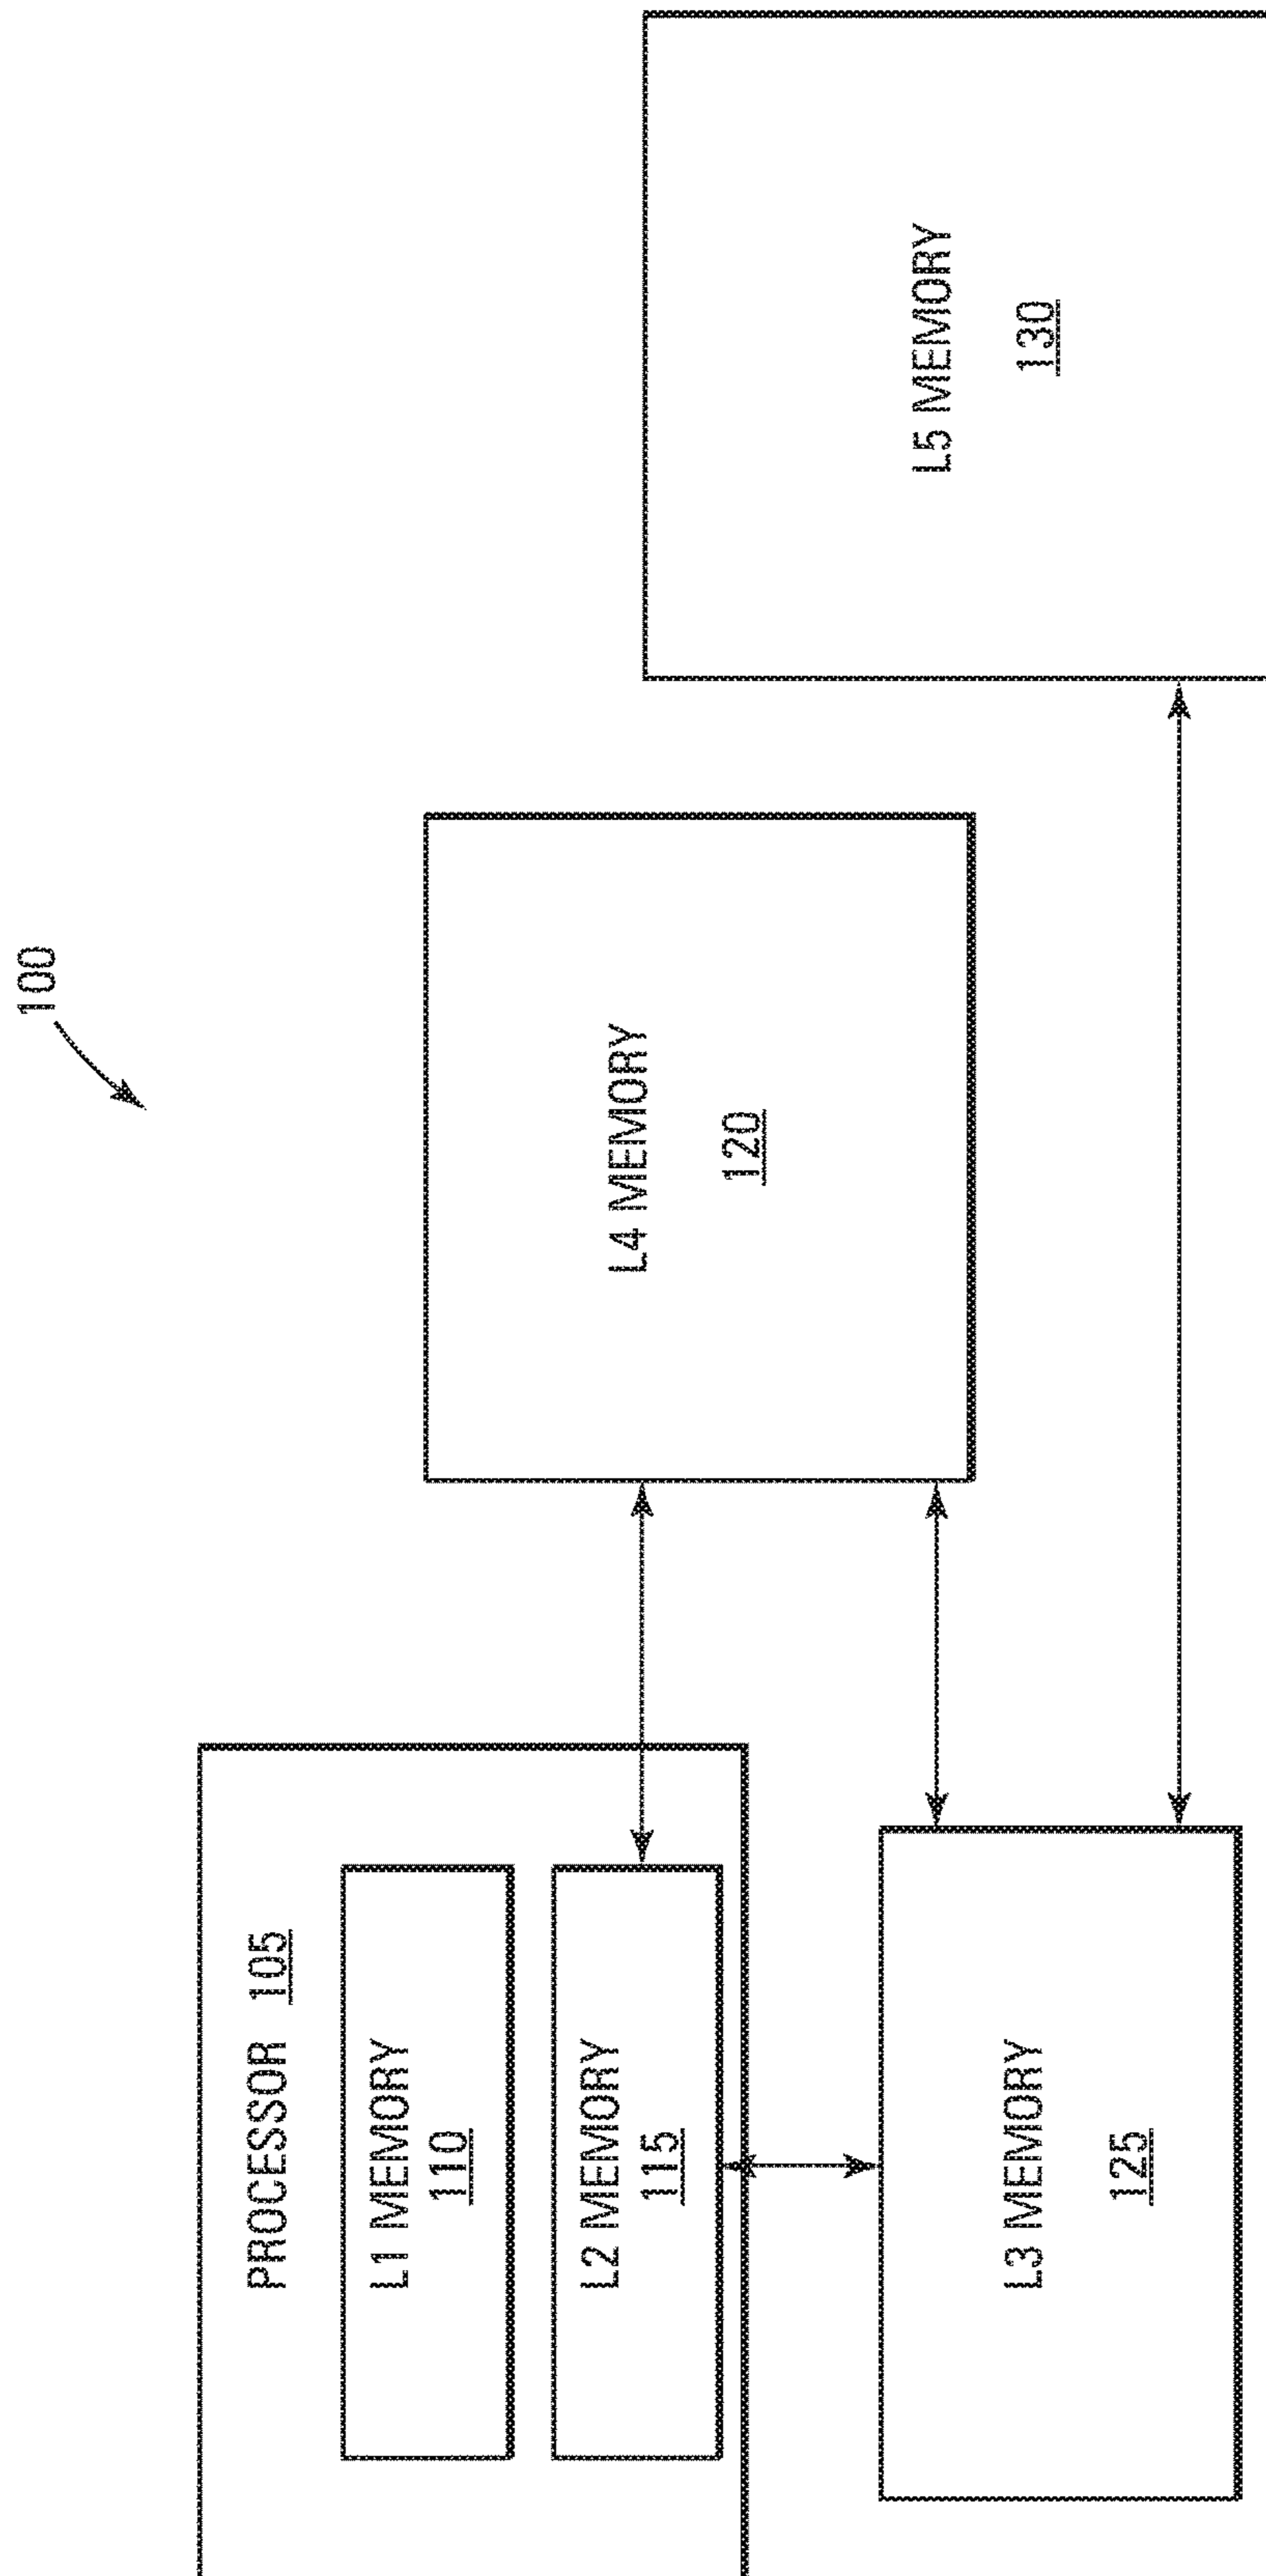 100
PROCESSOR 105
L1 MEMORY
110
L2 MEMORY
115
L4 MEMORY
120
L3 MEMORY
125
L5 MEMORY
130